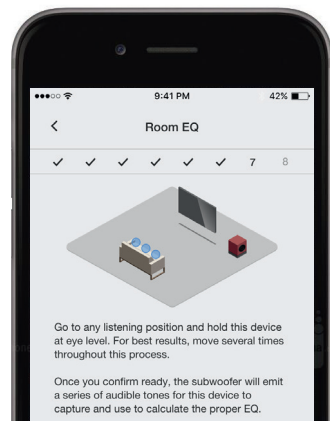 9:41 PM 42%
Room EQ
7 8
Go to any listening position and hold this device
at eye level. For best results, move several times
throughout this process.
Once you confirm ready, the subwoofer will emit
a series of audible tones for this device to
capture and use to calculate the proper EQ.